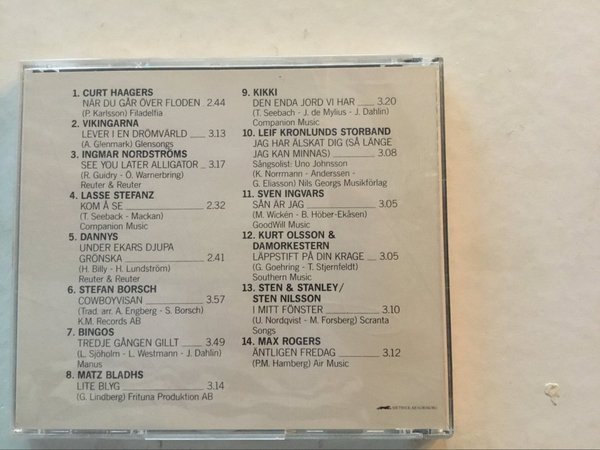 1. CURT HAAGERS
NÄR DU GÅR ÖVER FLODEN 2.44
(P. Karlsson) Filadelfia
2. VIKINGARNA
LEVER I EN DRÖMVÄRLD 3.13
(A. Glenmark) Glensongs
3. INGMAR NORDSTRÖMS
SEE YOU LATER ALLIGATOR 3.17
(R. Guidry - O. Warnerbring)
Reuter & Reuter
4. LASSE STEFANZ
KOM Å SE 2.32
(T. Seeback - Mackan)
Companion Music
5. DANNYS
UNDER EKARS DJUPA
GRÖNSKA 2.41
(H. Billy - H. Lundström)
Reuter & Reuter
6. STEFAN BORSCH
COWBOYVISAN 3.57
(Trad. arr. A. Engberg - S. Borsch)
K.M. Records AB
7. BINGOS
TREDJE GÅNGEN GILLT 3.49
(L. Sjöholm - L. Westmann - J. Dahlin)
Manus
8. MATZ BLADHS
LITE BLYG 3.14
(G. Lindberg) Frituna Produktion AB
9. KIKKI
DEN ENDA JORD VI HAR 3.20
(T. Seebach - J. de Mylius - J. Dahlin)
Companion Music
10. LEIF KRONLUNDS STORBAND
JAG HAR ÄLSKAT DIG (SÅ LÄNGE
JAG KAN MINNAS) 3.08
Sångsolist: Uno Johnsson
(K. Norrmann - Anderssen -
G. Eliasson) Nils Georgs Musikförlag
11. SVEN INGVARS
SÅN ÄR JAG 3.05
(M. Wickén - B. Höber-Ekåsen)
GoodWill Music
12. KURT OLSSON &
DAMORKESTERN
LÄPPSTIFT PÅ DIN KRAGE 3.05
(G. Goehring - T. Stjernfeldt)
Southern Music
13. STEN & STANLEY/
STEN NILSSON
I MITT FÖNSTER 3.10
(U. Nordqvist - M. Forsberg) Scranta
Songs
14. MAX ROGERS
ÄNTLIGEN FREDAG 3.12
(P.M. Hamberg) Air Music